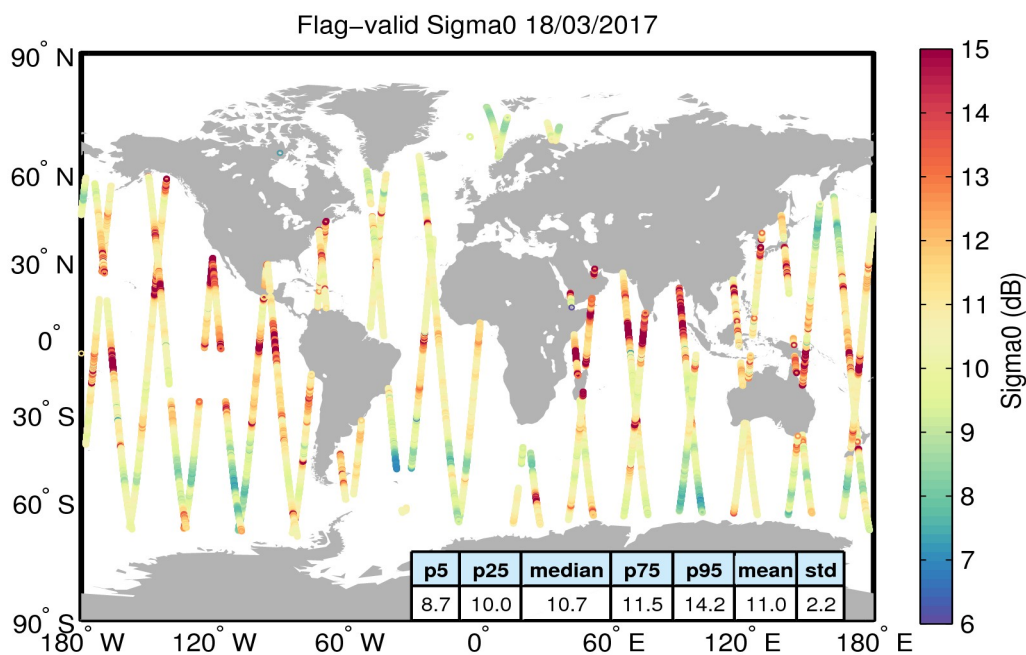 Flag−valid Sigma0 18/03/2017
90° N
60° N
30° N
0°
30° S
60° S
90° S
180° W
120° W
60° W
0°
60° E
120° E
180° E
p5 p25 median p75 p95 mean std
8.7 10.0 10.7 11.5 14.2 11.0 2.2
15
14
13
12
11
10
9
8
7
6
Sigma0 (dB)